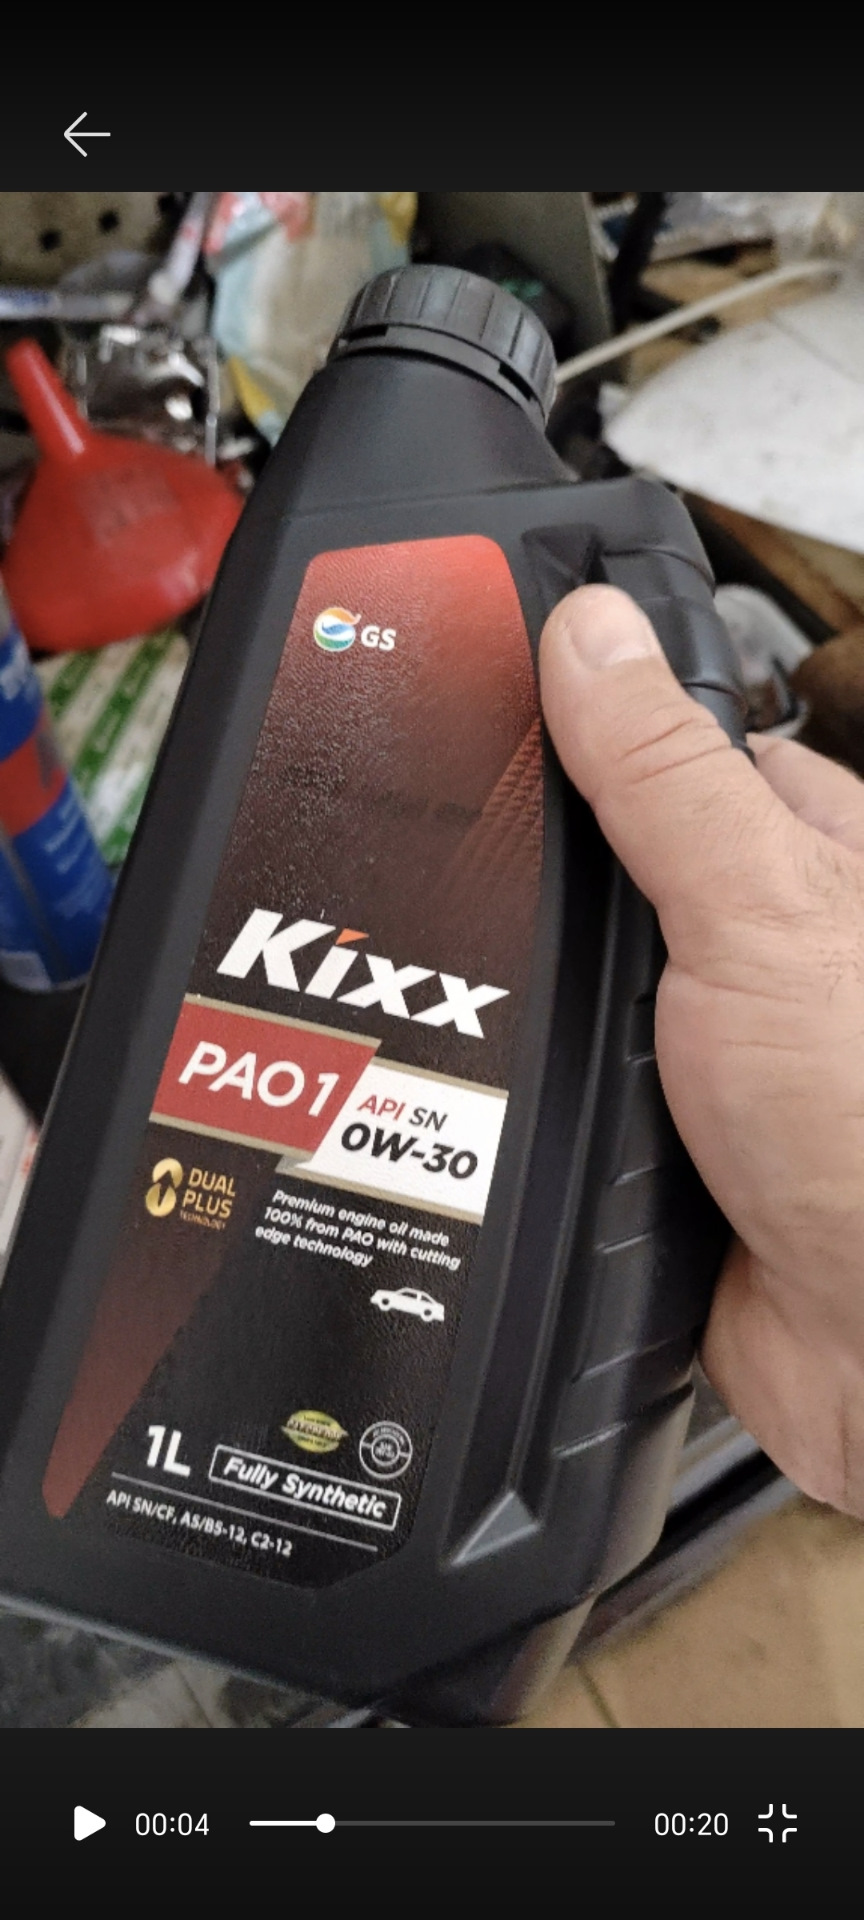 GS
Kixx
PAO 1
API SN
0W-30
DUAL
PLUS
TECHNOLOGY
Premium engine oil made
100% from PAO with cutting
edge technology
1L
Fully Synthetic
API SN/CF, A5/B5-12, C2-12
00:04
00:20